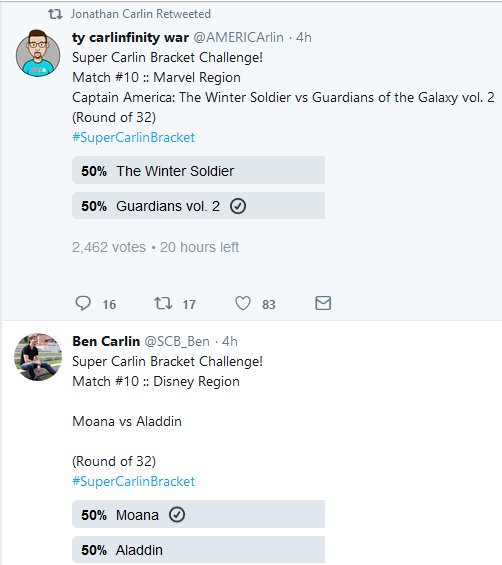 Jonathan Carlin Retweeted
ty carlinfinity war @AMERICArlin · 4h
Super Carlin Bracket Challenge!
Match #10 :: Marvel Region
Captain America: The Winter Soldier vs Guardians of the Galaxy vol. 2
(Round of 32)
#SuperCarlinBracket
50% The Winter Soldier
50% Guardians vol. 2
2,462 votes • 20 hours left
16 17 83
Ben Carlin @SCB_Ben · 4h
Super Carlin Bracket Challenge!
Match #10 :: Disney Region
Moana vs Aladdin
(Round of 32)
#SuperCarlinBracket
50% Moana
50% Aladdin